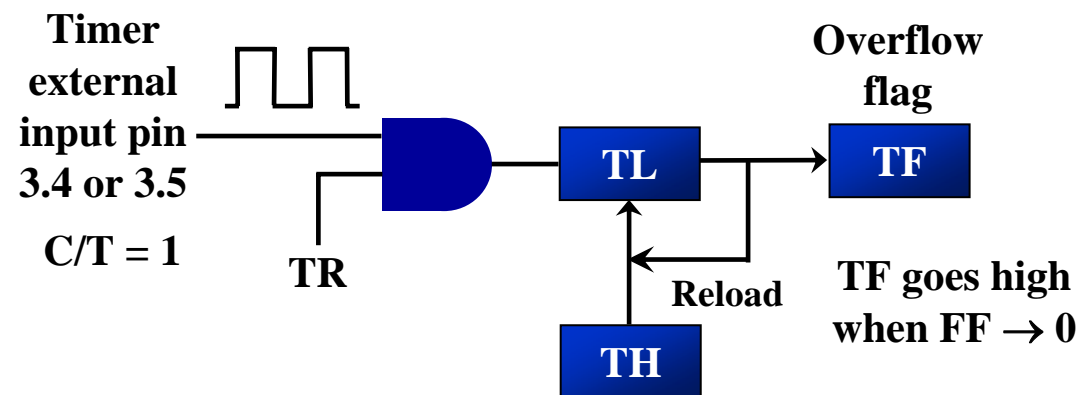 Timer
external
input pin
3.4 or 3.5
C/T = 1
TR
TL
Overflow
flag
TF
Reload
TH
TF goes high
when FF → 0